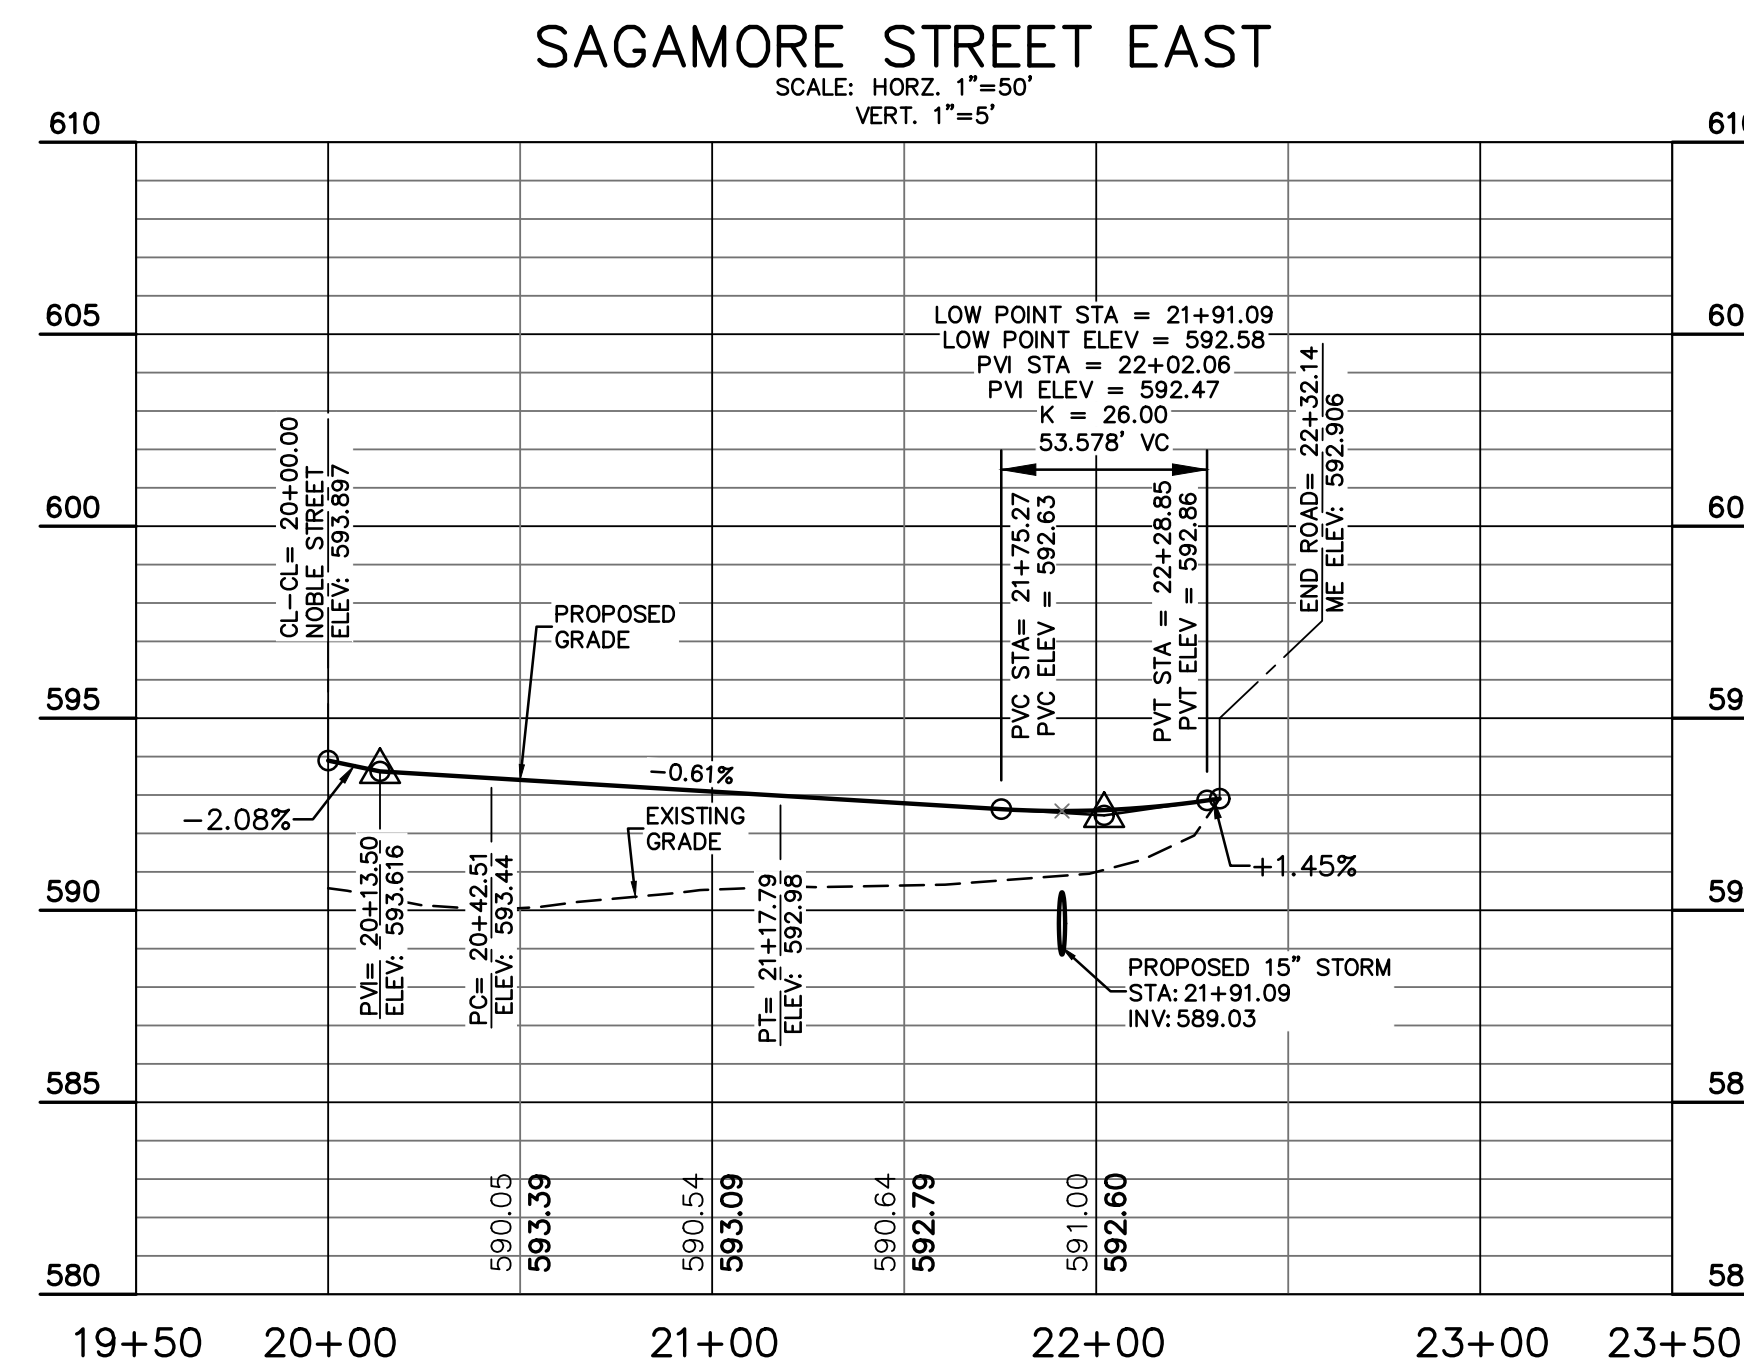 SAGAMORE STREET EAST
SCALE: HORZ. 1"=50'
VERT. 1"=5'
610
605
600
595
590
585
580
LOW POINT STA = 21+91.09
LOW POINT ELEV = 592.58
PVI STA = 22+02.06
PVI ELEV = 592.47
K = 26.00
53.578' VC
CL-CL= 20+00.00
NOBLE STREET
ELEV: 593.897
PROPOSED
GRADE
PVC STA= 21+75.27
PVC ELEV = 592.63
PVT STA = 22+28.85
PVT ELEV = 592.86
END ROAD= 22+32.14
ME ELEV: 592.906
-2.08%
-0.61%
EXISTING
GRADE
+1.45%
PVI= 20+13.50
ELEV: 593.616
PC= 20+42.51
ELEV: 593.44
PT= 21+17.79
ELEV: 592.98
PROPOSED 15" STORM
STA: 21+91.09
INV: 589.03
590.05
593.39
590.54
593.09
590.64
592.79
591.00
592.60
19+50 20+00 21+00 22+00 23+00 23+50